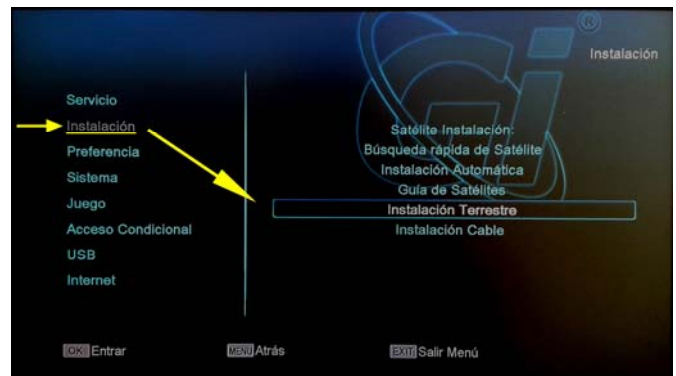 Instalación
Servicio
Instalación
Preferencia
Sistema
Juego
Acceso Condicional
USB
Internet
Satélite Instalación:
Búsqueda rápida de Satélite
Instalación Automática
Guía de Satélites
Instalación Terrestre
Instalación Cable
OK Entrar
MENU Atrás
EXIT Salir Menú